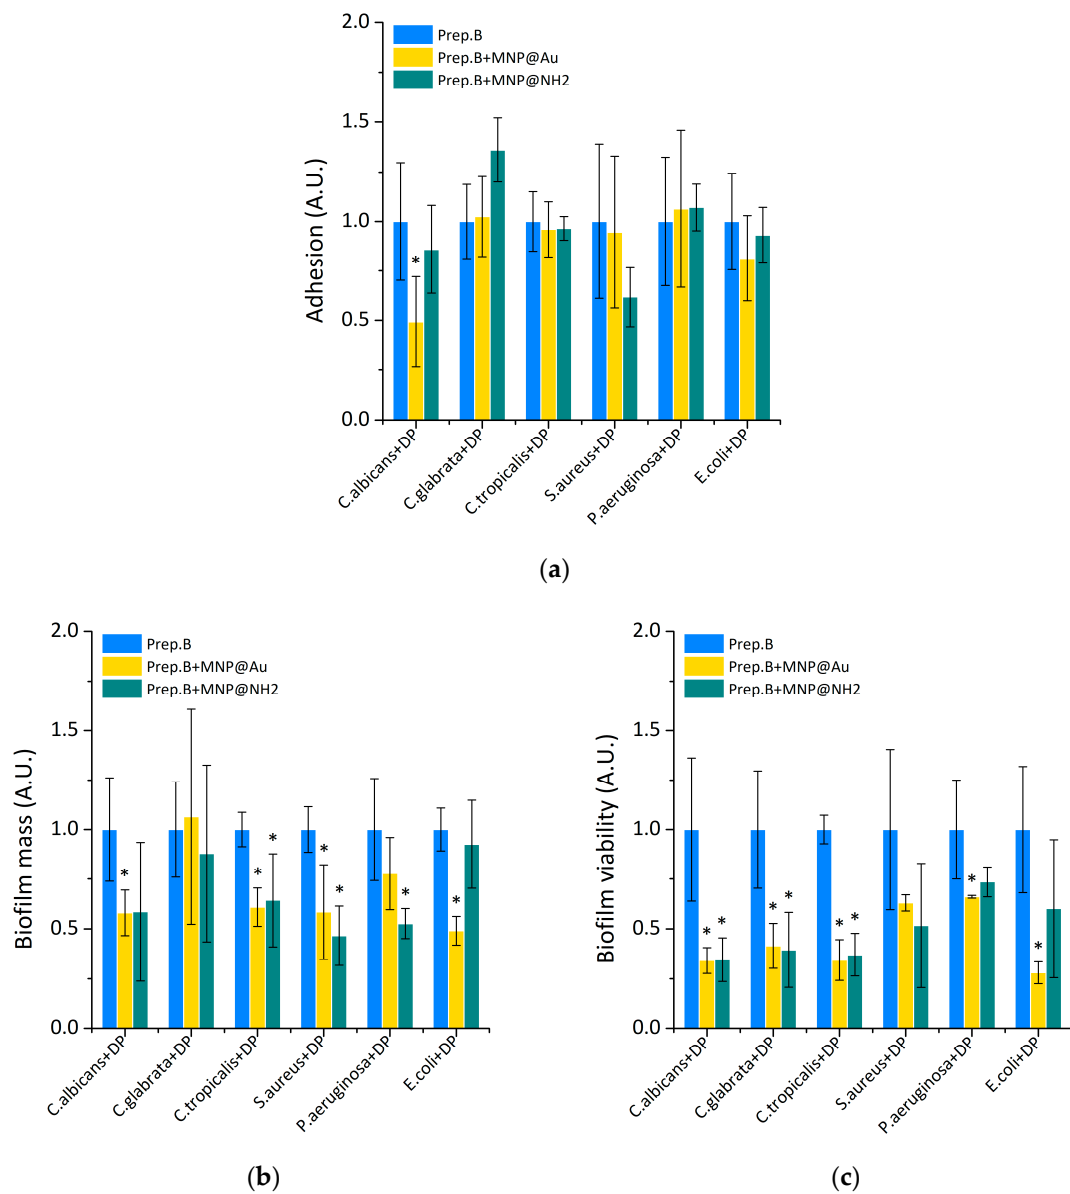 2.0
1.5
1.0
0.5
0.0
Adhesion (A.U.)
Prep.B
Prep.B+MNP@Au
Prep.B+MNP@NH2
*
C.albicans+DP
C.glabrata+DP
C.tropicalis+DP
S.aureus+DP
P.aeruginosa+DP
E.coli+DP
(a)
2.0
1.5
1.0
0.5
0.0
Biofilm mass (A.U.)
Prep.B
Prep.B+MNP@Au
Prep.B+MNP@NH2
* * * * * * *
C.albicans+DP
C.glabrata+DP
C.tropicalis+DP
S.aureus+DP
P.aeruginosa+DP
E.coli+DP
(b)
2.0
1.5
1.0
0.5
0.0
Biofilm viability (A.U.)
Prep.B
Prep.B+MNP@Au
Prep.B+MNP@NH2
* * * * * * * *
C.albicans+DP
C.glabrata+DP
C.tropicalis+DP
S.aureus+DP
P.aeruginosa+DP
E.coli+DP
(c)